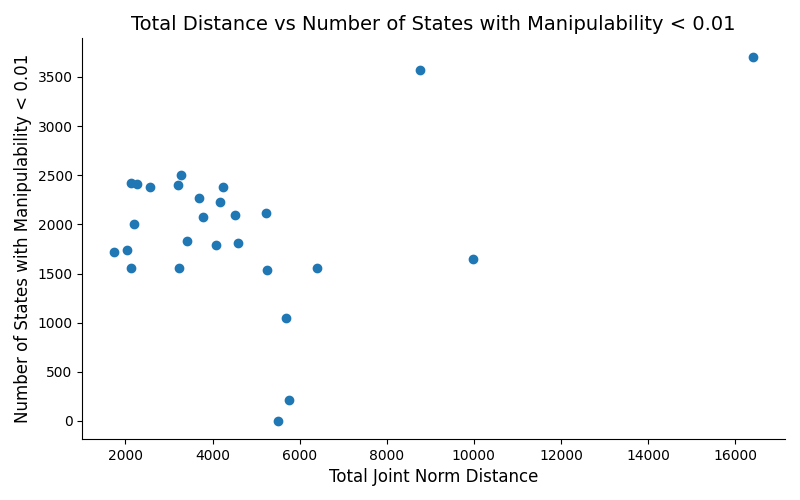 Total Distance vs Number of States with Manipulability < 0.01
Number of States with Manipulability < 0.01
3500
3000
2500
2000
1500
1000
500
0
2000 4000 6000 8000 10000 12000 14000 16000
Total Joint Norm Distance